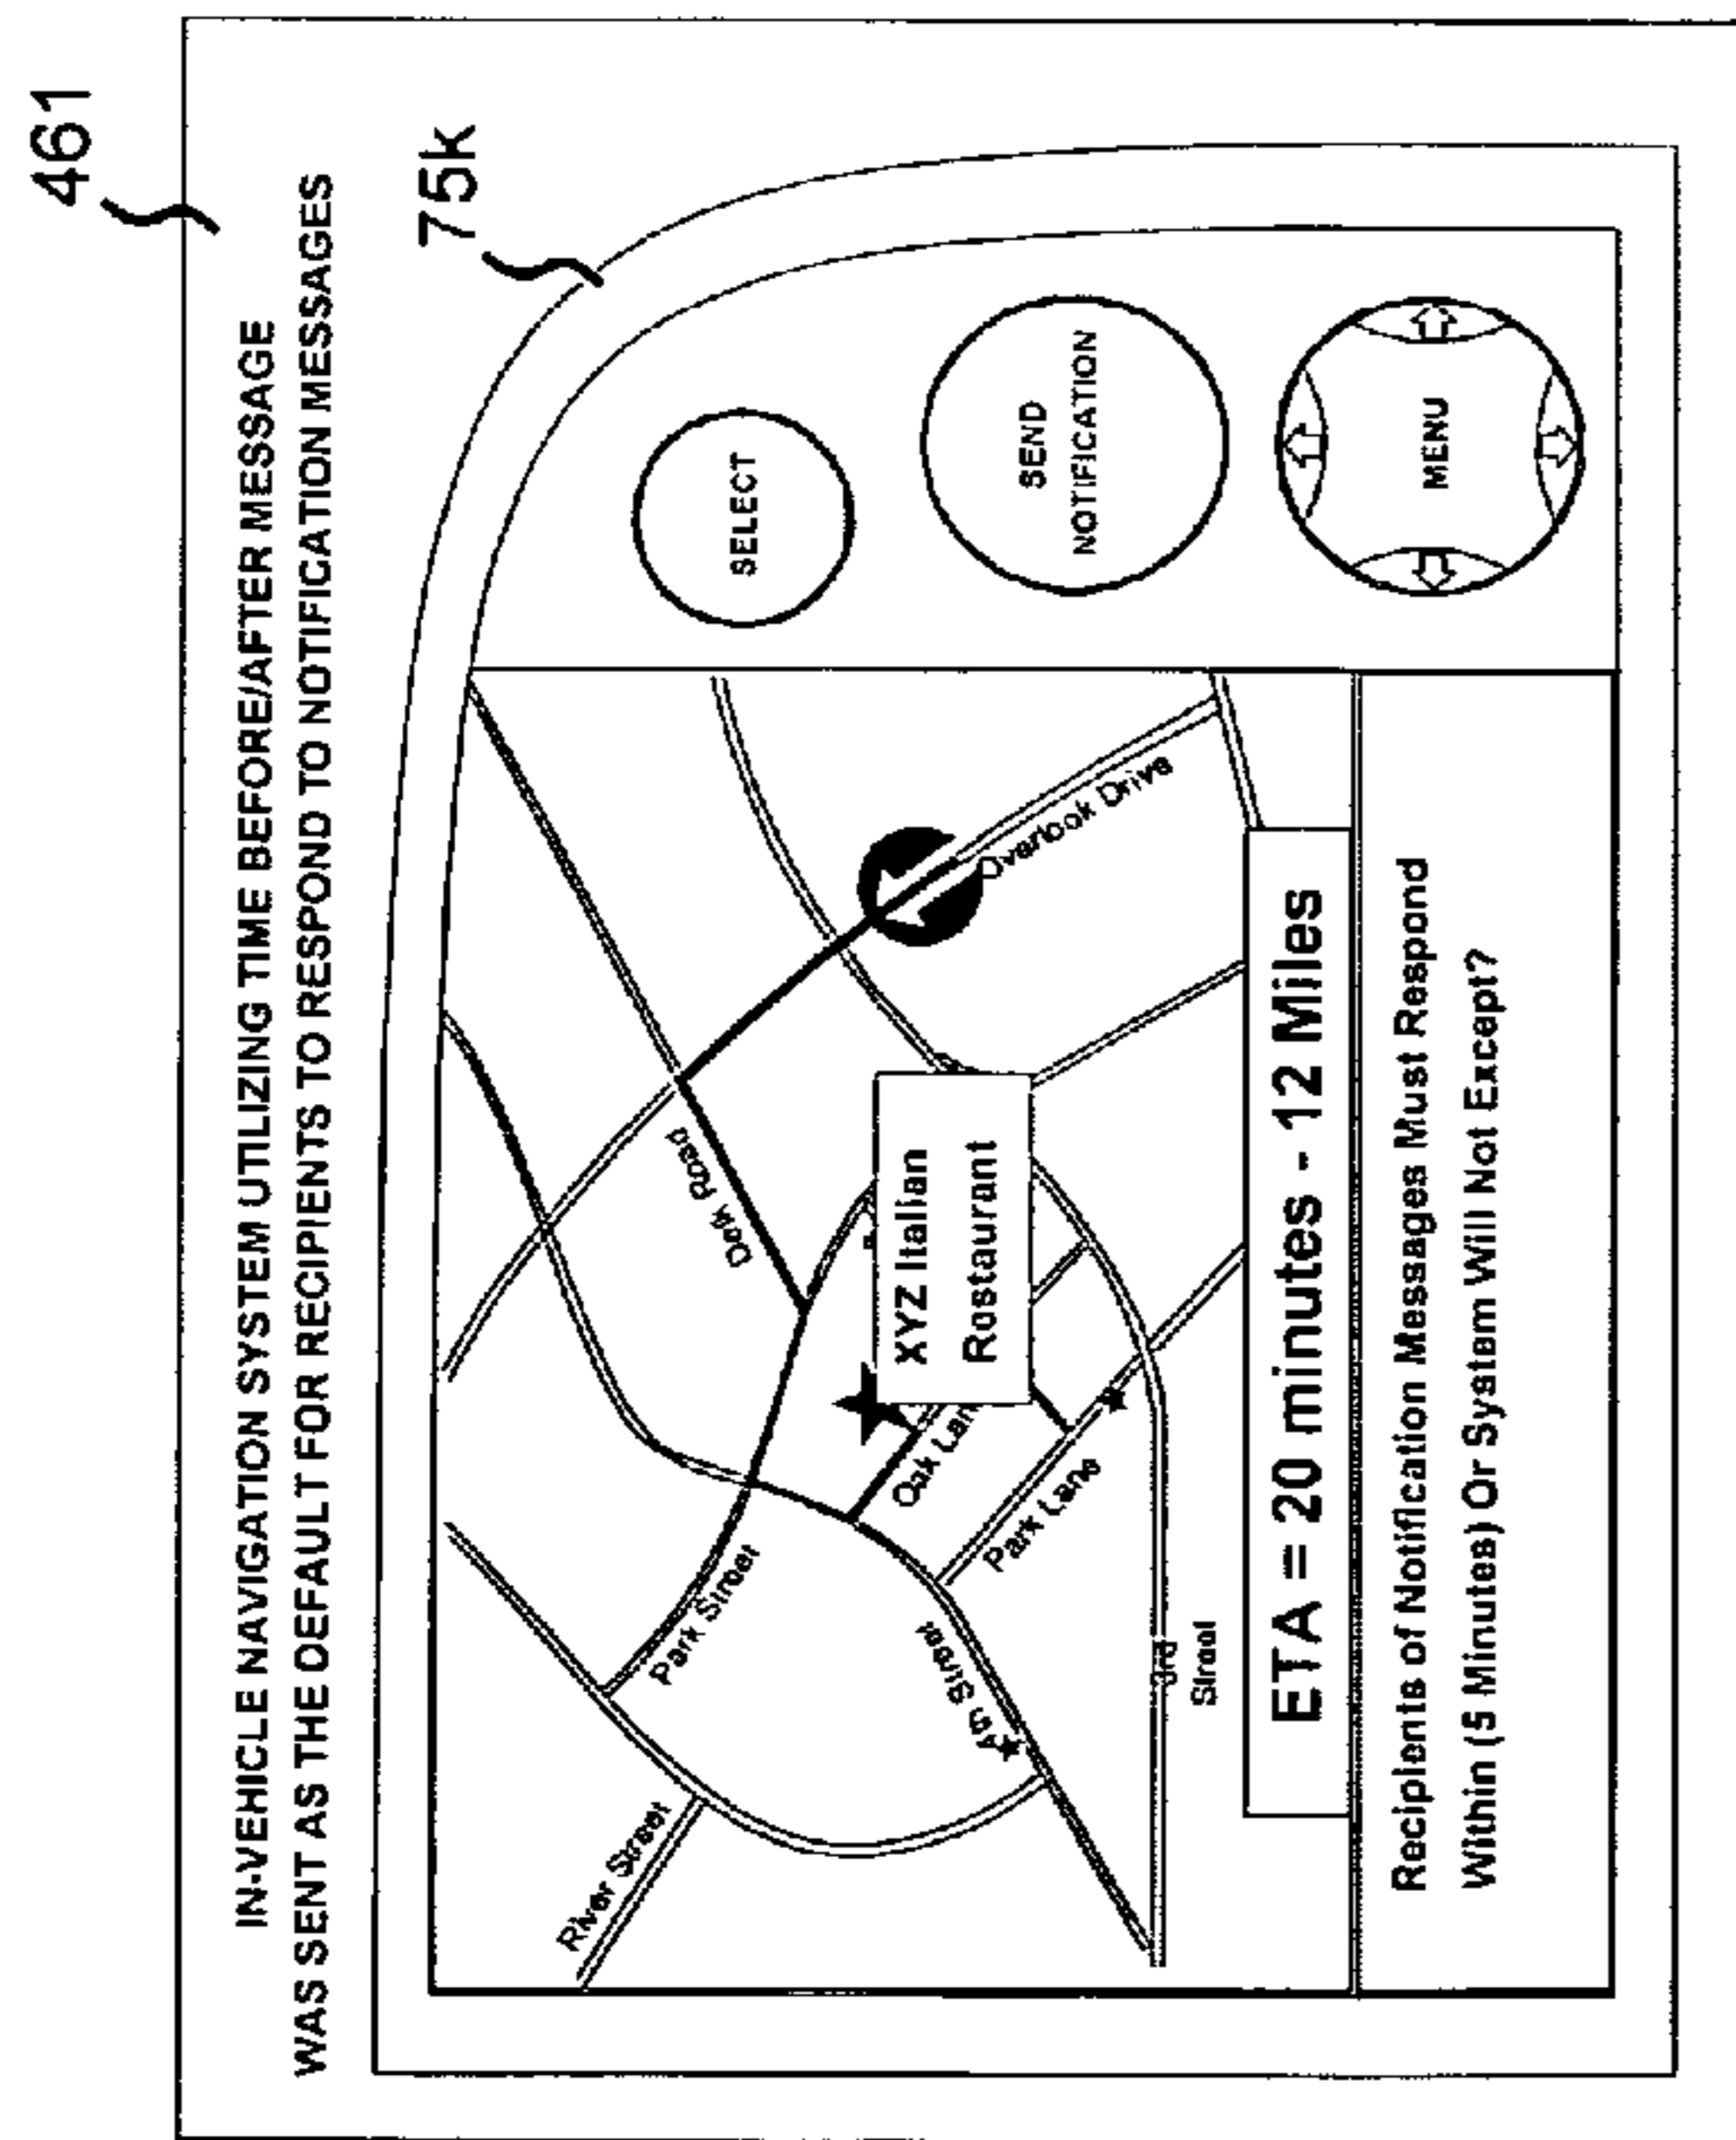 461
IN-VEHICLE NAVIGATION SYSTEM UTILIZING TIME BEFORE/AFTER MESSAGE
WAS SENT AS THE DEFAULT FOR RECIPIENTS TO RESPOND TO NOTIFICATION MESSAGES
75k
River Street
Park Street
Oak Road
Overlook Drive
XYZ Italian
Rostaurant
Oak Lan
Park Lane
Street
3rd
Street
ETA = 20 minutes - 12 Miles
Recipients of Notification Messages Must Respond
Within (5 Minutes) Or System Will Not Except?
SELECT
SEND
NOTIFICATION
MENU